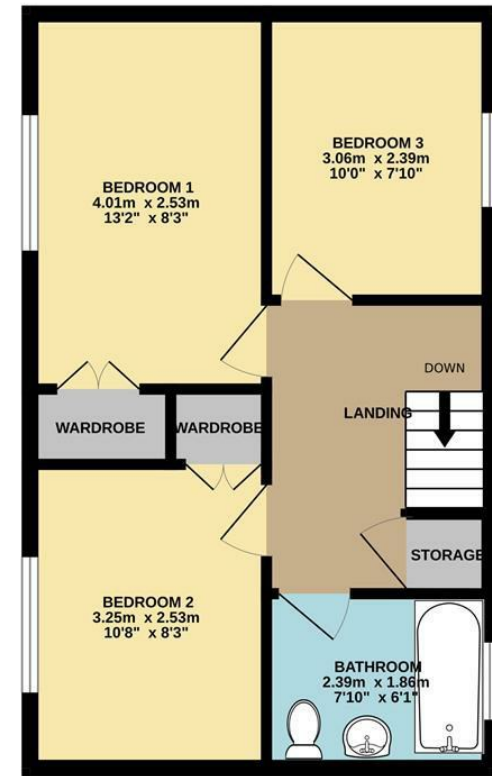 BEDROOM 1
4.01m x 2.53m
13'2" x 8'3"
BEDROOM 3
3.06m x 2.39m
10'0" x 7'10"
DOWN
LANDING
WARDROBE
WARDROBE
STORAGE
BEDROOM 2
3.25m x 2.53m
10'8" x 8'3"
BATHROOM
2.39m x 1.86m
7'10" x 6'1"